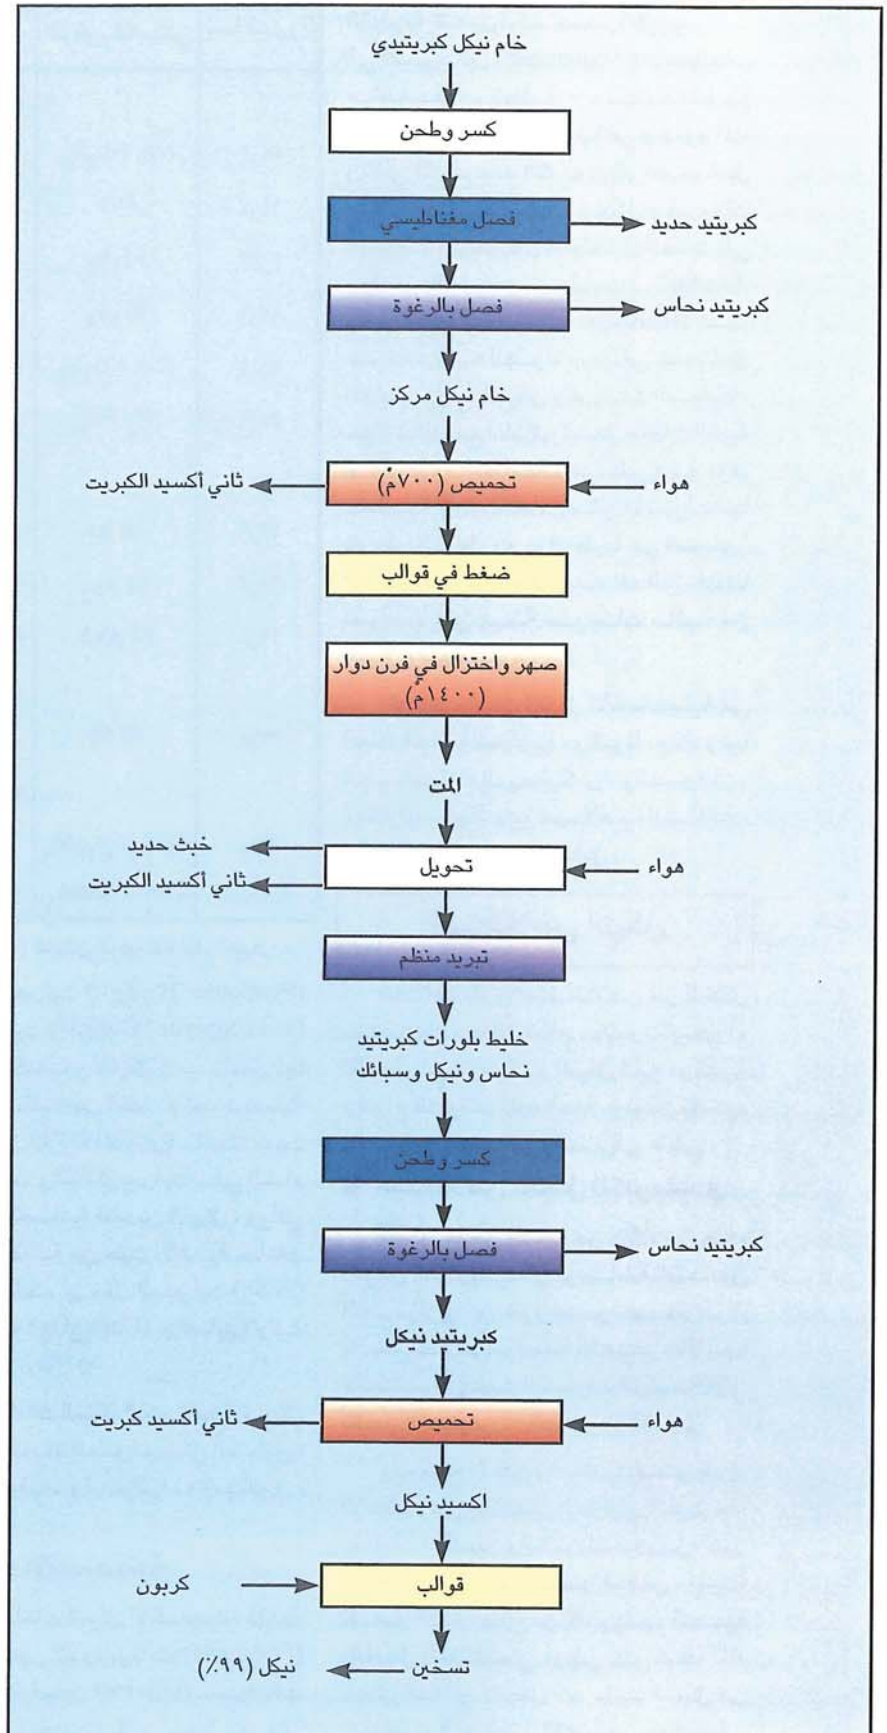 خام نيكل كبريتيدي
كسر وطحن
فصل مغناطيسي
كبريتيد حديد
فصل بالرغوة
كبريتيد نحاس
خام نيكل مركز
هواء
تحميص (٧٠٠مْ)
ثاني أكسيد الكبريت
ضغط في قوالب
صهر واختزال في فرن دوار
(١٤٠٠مْ)
المت
هواء
تحويل
خبث حديد
ثاني أكسيد الكبريت
تبريد منظم
خليط بلورات كبريتيد
نحاس ونيكل وسبائك
كسر وطحن
فصل بالرغوة
كبريتيد نحاس
كبريتيد نيكل
هواء
تحميص
ثاني أكسيد كبريت
اكسيد نيكل
قوالب
كربون
تسخين
نيكل (٩٩٪)